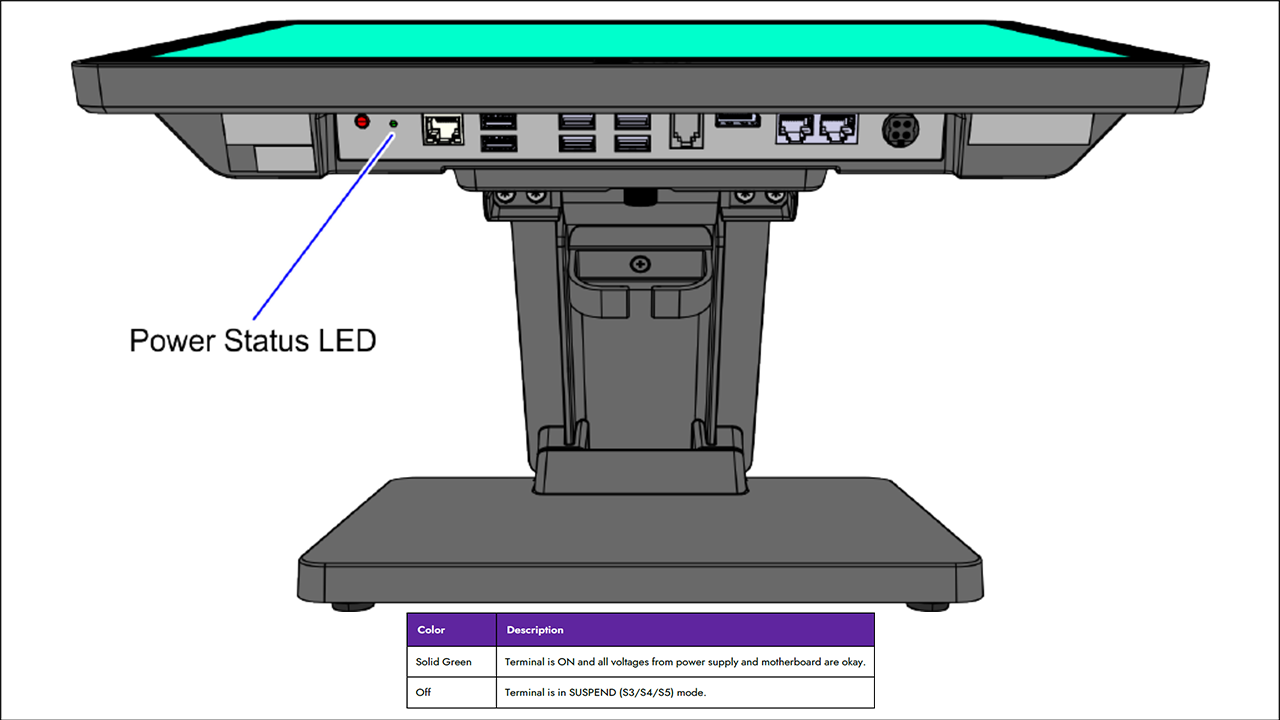 Power Status LED
Color Description
Solid Green Terminal is ON and all voltages from power supply and motherboard are okay.
Off Terminal is in SUSPEND (S3/S4/S5) mode.